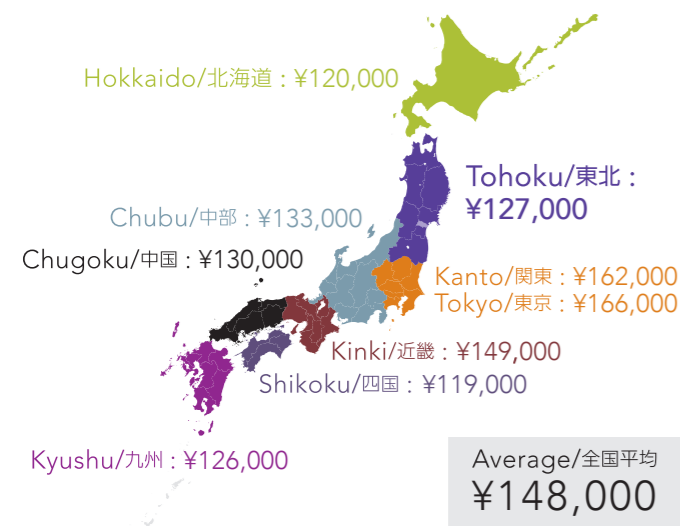 Hokkaido/北海道 : ¥120,000
Tohoku/東北 :
¥127,000
Chubu/中部 : ¥133,000
Chugoku/中国 : ¥130,000
Kanto/関東 : ¥162,000
Tokyo/東京 : ¥166,000
Kinki/近畿 : ¥149,000
Shikoku/四国 : ¥119,000
Kyushu/九州 : ¥126,000
Average/全国平均
¥148,000